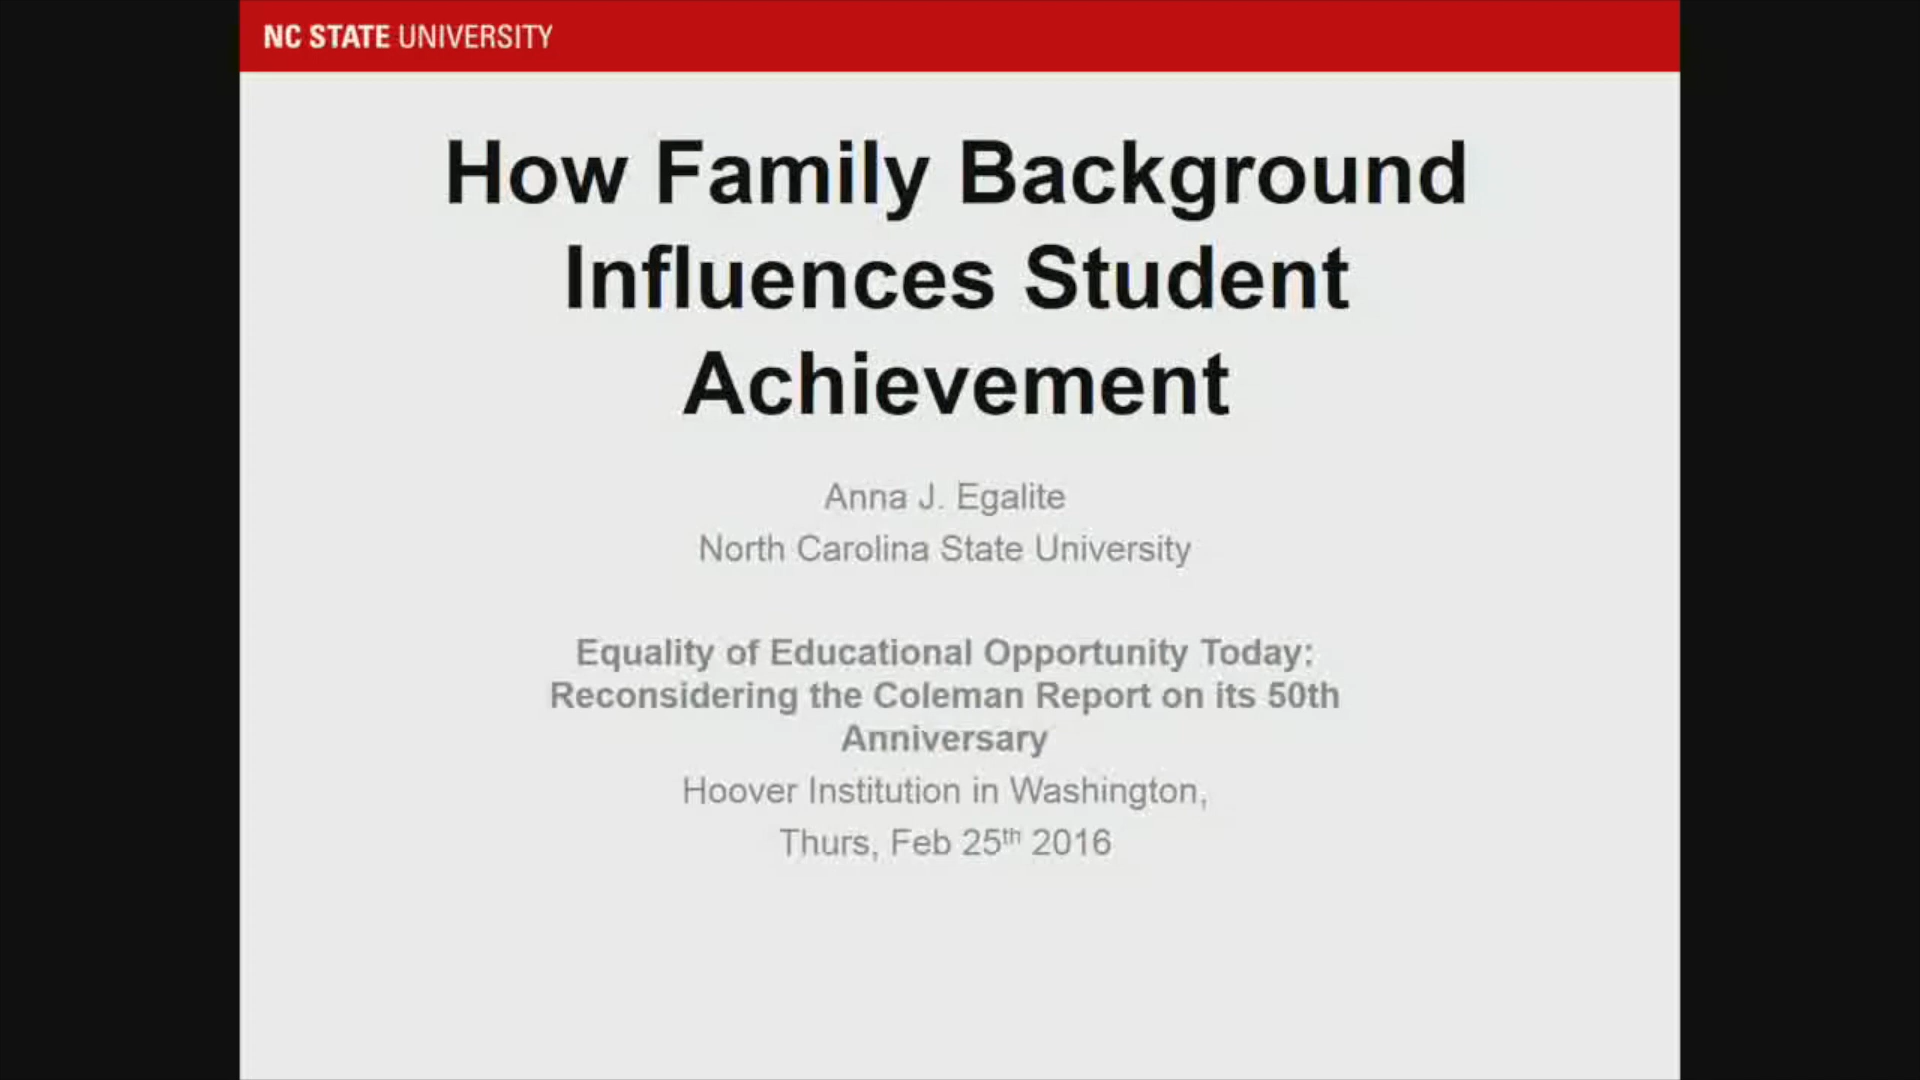 NC STATE UNIVERSITY
How Family Background
Influences Student
Achievement
Anna J. Egalite
North Carolina State University
Equality of Educational Opportunity Today:
Reconsidering the Coleman Report on its 50th
Anniversary
Hoover Institution in Washington,
Thurs, Feb 25th 2016